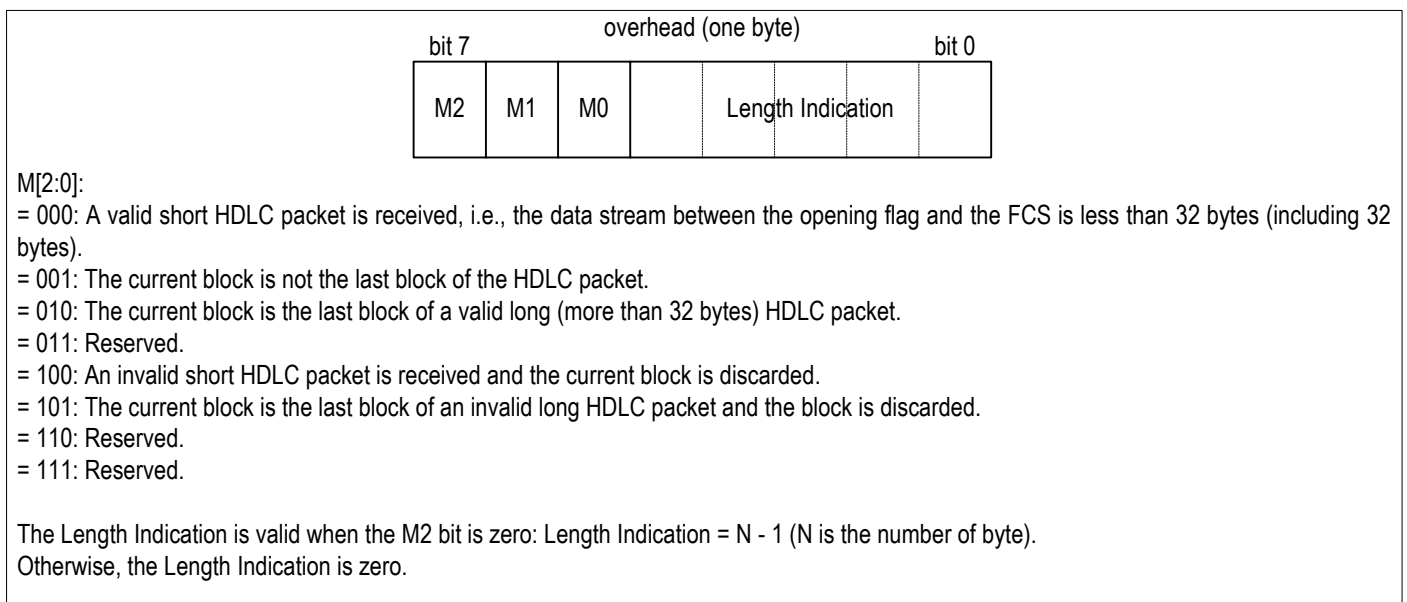 overhead (one byte)
bit 7 bit 0
M2 M1 M0 Length Indication
M[2:0]:
= 000: A valid short HDLC packet is received, i.e., the data stream between the opening flag and the FCS is less than 32 bytes (including 32
bytes).
= 001: The current block is not the last block of the HDLC packet.
= 010: The current block is the last block of a valid long (more than 32 bytes) HDLC packet.
= 011: Reserved.
= 100: An invalid short HDLC packet is received and the current block is discarded.
= 101: The current block is the last block of an invalid long HDLC packet and the block is discarded.
= 110: Reserved.
= 111: Reserved.
The Length Indication is valid when the M2 bit is zero: Length Indication = N - 1 (N is the number of byte).
Otherwise, the Length Indication is zero.